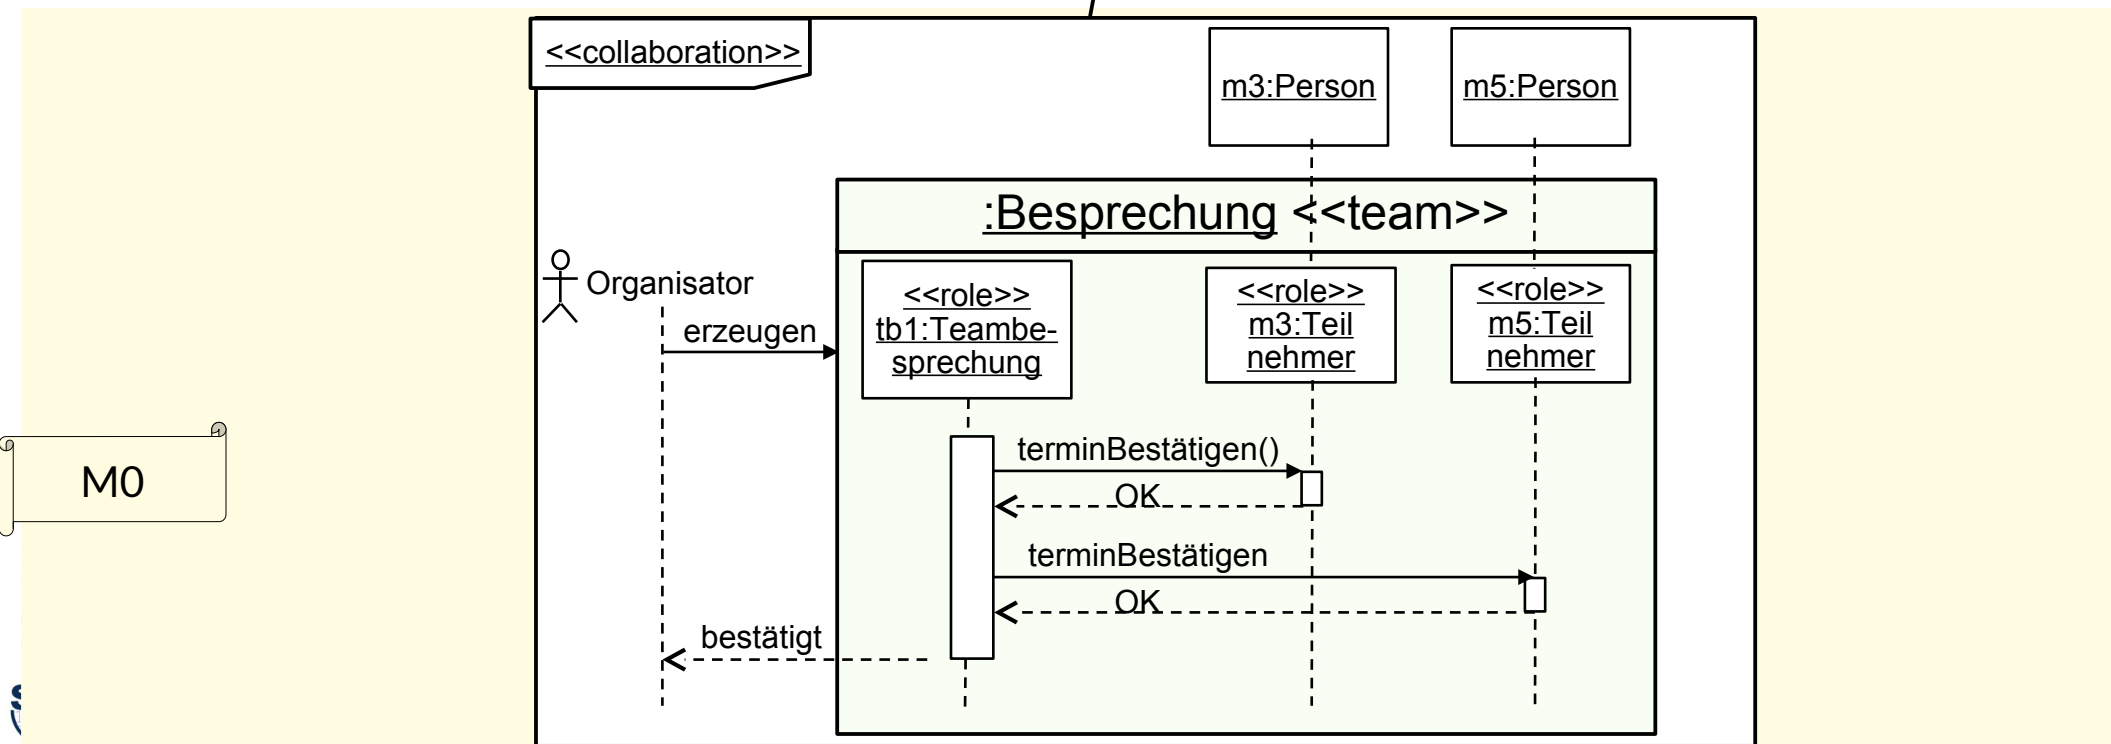 <<collaboration>>
m3:Person
m5:Person
:Besprechung <<team>>
Organisator
<<role>>
tb1:Teambe-
sprechung
<<role>>
m3:Teil
nehmer
<<role>>
m5:Teil
nehmer
erzeugen
terminBestätigen()
OK
M0
terminBestätigen
OK
bestätigt